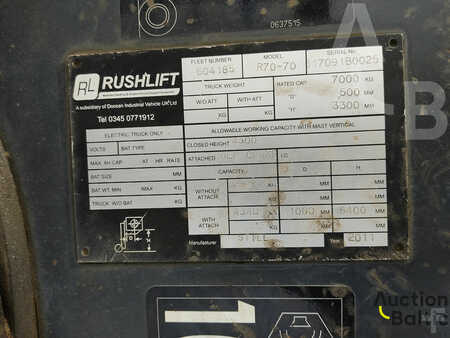 0637515
RL RUSHLIFT
A subsidiary of Doosan Industrial Vehicle UK Ltd
Tel 0345 0771912
FLEET NUMBER MODEL SERIAL No
604184 R70-70
TRUCK WEIGHT RATED CAP. 7000 KG
W/O ATT WITH ATT. 'D' 500 MM
KG KG 'H' 3300 MM
ALLOWABLE WORKING CAPACITY WITH MAST VERTICAL
CLOSED HEIGHT
ATTACHED
ELECTRIC TRUCK ONLY
VOLTS BAT TYPE
MAX AH CAP AT HR RATE
BAT SIZE MM
BAT WT. MIN MAX KG
TRUCK W/O BAT KG
CAPACITY D H
WITHOUT ATTACH KG MM MM
WITH ATTACH 4340 KG MM 6400 MM
Manufacturer STILL Year 2011
Auction
Baltic